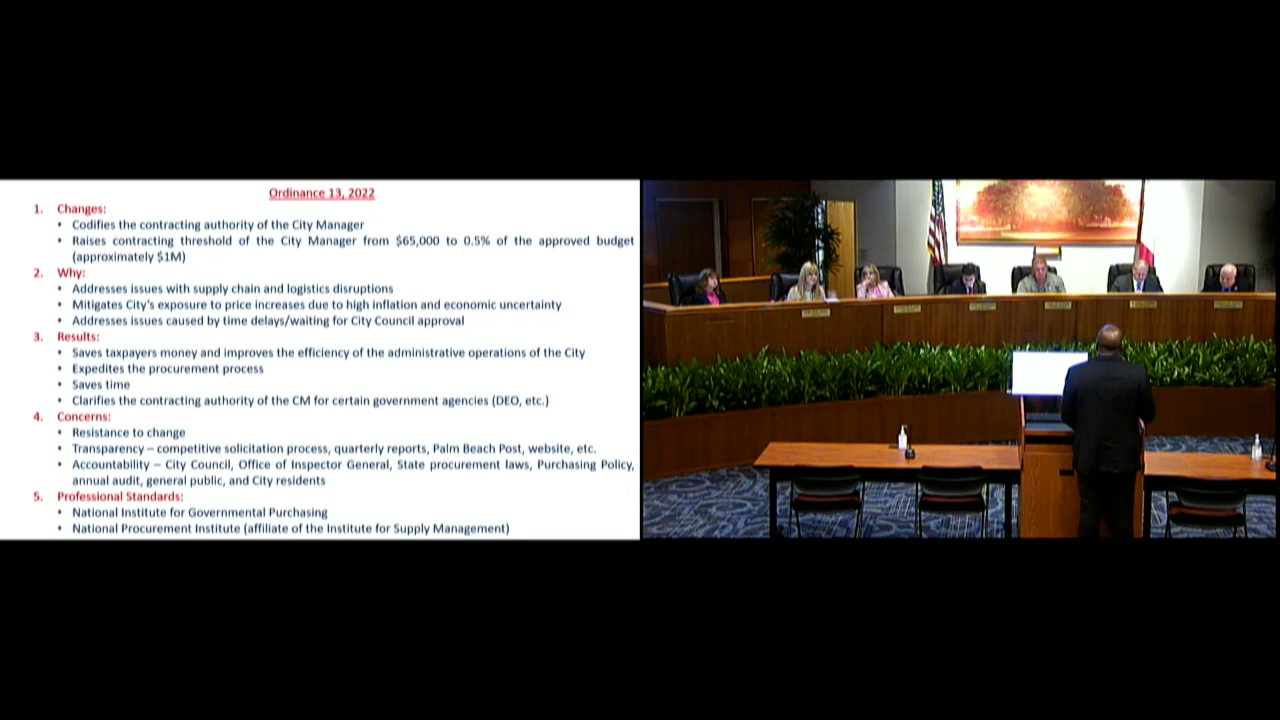 Ordinance 13, 2022
1. Changes:
• Codifies the contracting authority of the City Manager
• Raises contracting threshold of the City Manager from $65,000 to 0.5% of the approved budget
(approximately $1M)
2. Why:
• Addresses issues with supply chain and logistics disruptions
• Mitigates City's exposure to price increases due to high inflation and economic uncertainty
• Addresses issues caused by time delays/waiting for City Council approval
3. Results:
• Saves taxpayers money and improves the efficiency of the administrative operations of the City
• Expedites the procurement process
• Saves time
• Clarifies the contracting authority of the CM for certain government agencies (DEO, etc.)
4. Concerns:
• Resistance to change
• Transparency – competitive solicitation process, quarterly reports, Palm Beach Post, website, etc.
• Accountability – City Council, Office of Inspector General, State procurement laws, Purchasing Policy,
annual audit, general public, and City residents
5. Professional Standards:
• National Institute for Governmental Purchasing
• National Procurement Institute (affiliate of the Institute for Supply Management)